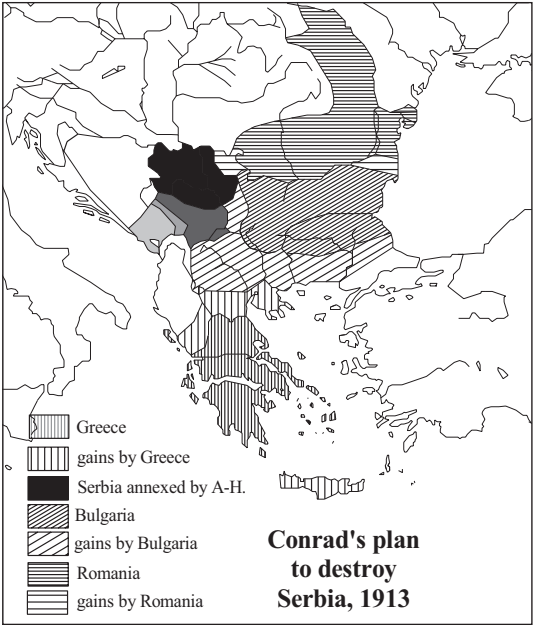 Greece
gains by Greece
Serbia annexed by A-H.
Bulgaria
gains by Bulgaria
Romania
gains by Romania
Conrad's plan
to destroy
Serbia, 1913